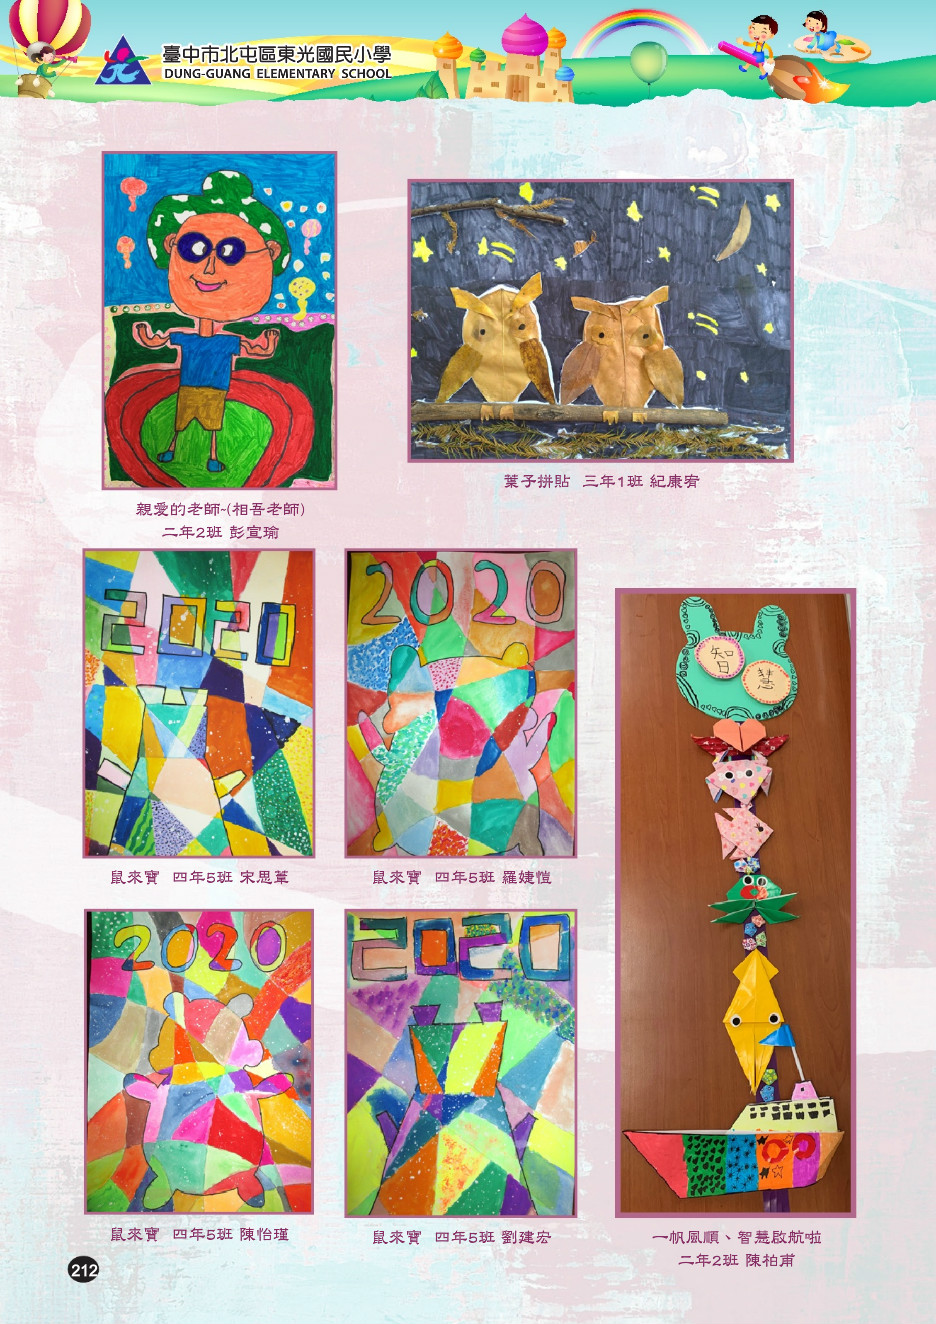 臺中市北屯區東光國民小學
DUNG-GUANG ELEMENTARY SCHOOL
親愛的老師~(相吾老師)
二年2班 彭宣瑜
葉子拼貼 三年1班 紀康宥
2020
2020
智
慧
鼠來寶 四年5班 宋思葦
鼠來寶 四年5班 羅婕愷
2020
2020
鼠來寶 四年5班 陳怡瑾
鼠來寶 四年5班 劉建宏
一帆風順、智慧啟航啦
二年2班 陳柏甫
212